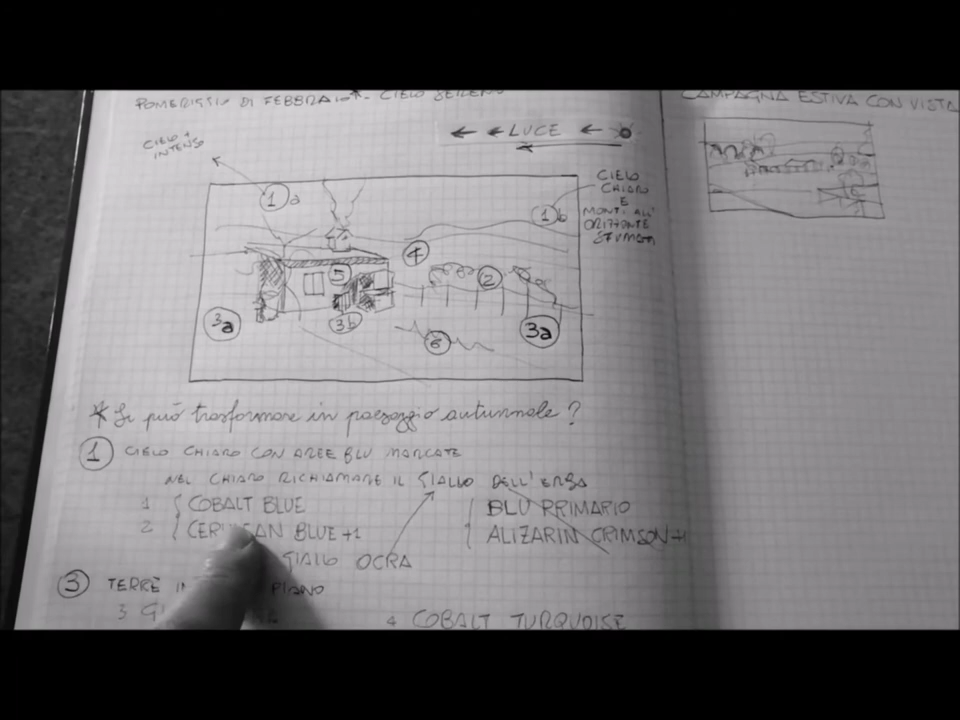 POMERIGGIO DI FEBBRAIO* - CIELO SERENO
CAMPAGNA ESTIVA CON VISTA
CIELO +
INTENSO
LUCE
CIELO
CHIARO
E
MONTI ALL'
ORIZZONTE
SFUMATI
1a
1b
4
5
2
3a
3b
6
3a
* Si può trasformare in paesaggio autunnale?
1 CIELO CHIARO CON AREE BLU MARCATE
NEL CHIARO RICHIAMARE IL GIALLO DELL'ERBA
1 COBALT BLUE
BLU PRIMARIO
2 CERULEAN BLUE +1
ALIZARIN CRIMSON +1
GIALLO OCRA
3 TERRE PIANO
3
4 COBALT TURQUOISE